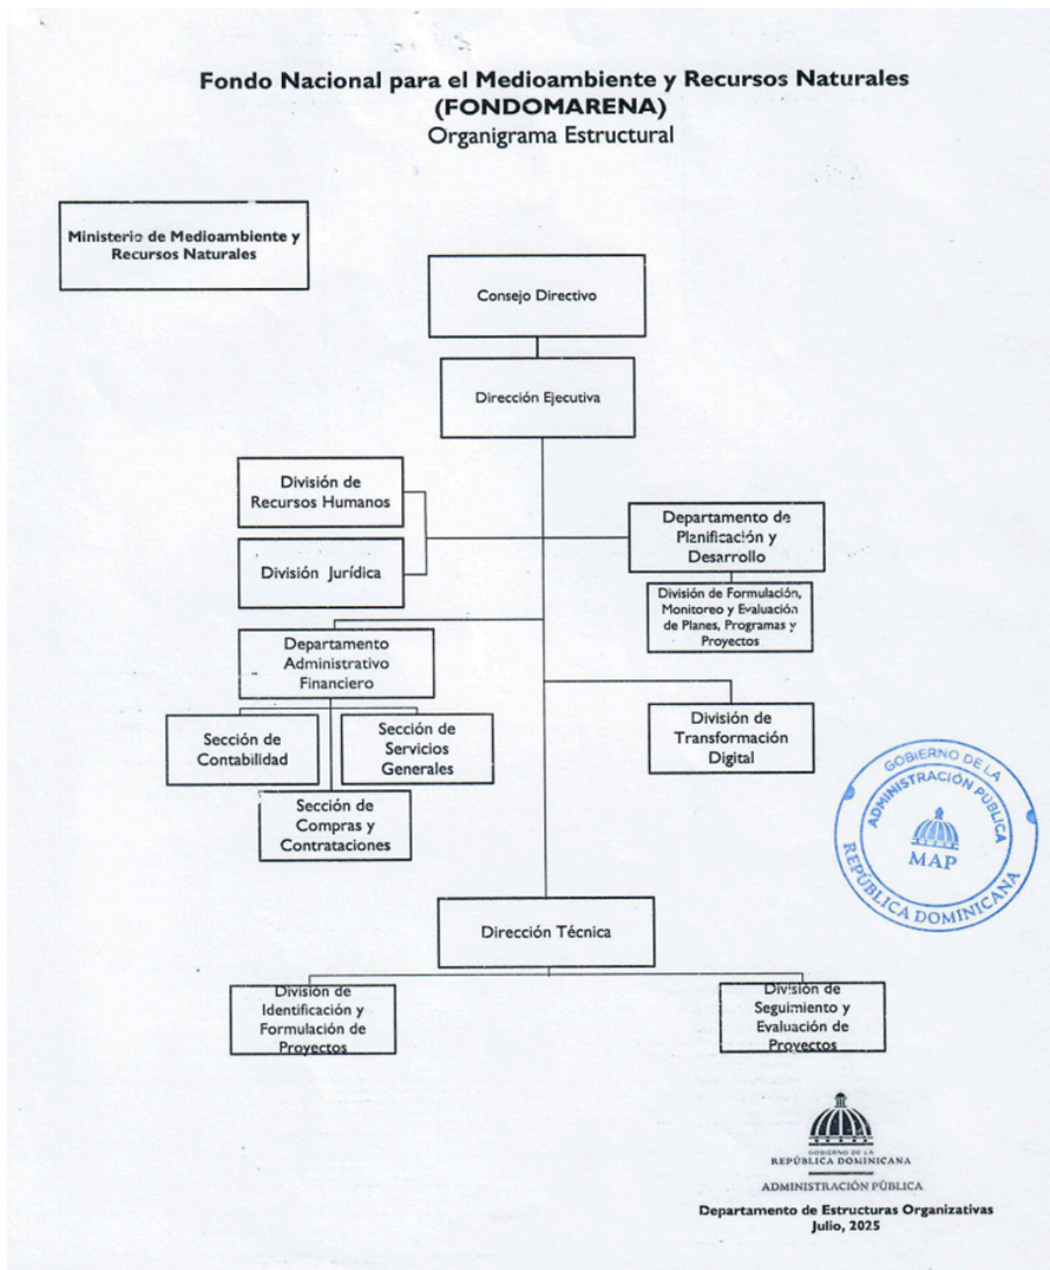 Fondo Nacional para el Medioambiente y Recursos Naturales
(FONDOMARENA)
Organigrama Estructural
Ministerio de Medioambiente y
Recursos Naturales
Consejo Directivo
Dirección Ejecutiva
División de
Recursos Humanos
División Jurídica
Departamento de
Planificación y
Desarrollo
División de Formulación,
Monitoreo y Evaluación
de Planes, Programas y
Proyectos
Departamento
Administrativo
Financiero
Sección de
Contabilidad
Sección de
Servicios
Generales
Sección de
Compras y
Contrataciones
División de
Transformación
Digital
GOBIERNO DE LA
ADMINISTRACIÓN PÚBLICA
MAP
REPÚBLICA DOMINICANA
Dirección Técnica
División de
Identificación y
Formulación de
Proyectos
División de
Seguimiento y
Evaluación de
Proyectos
GOBIERNO DE LA
REPÚBLICA DOMINICANA
ADMINISTRACIÓN PÚBLICA
Departamento de Estructuras Organizativas
Julio, 2025